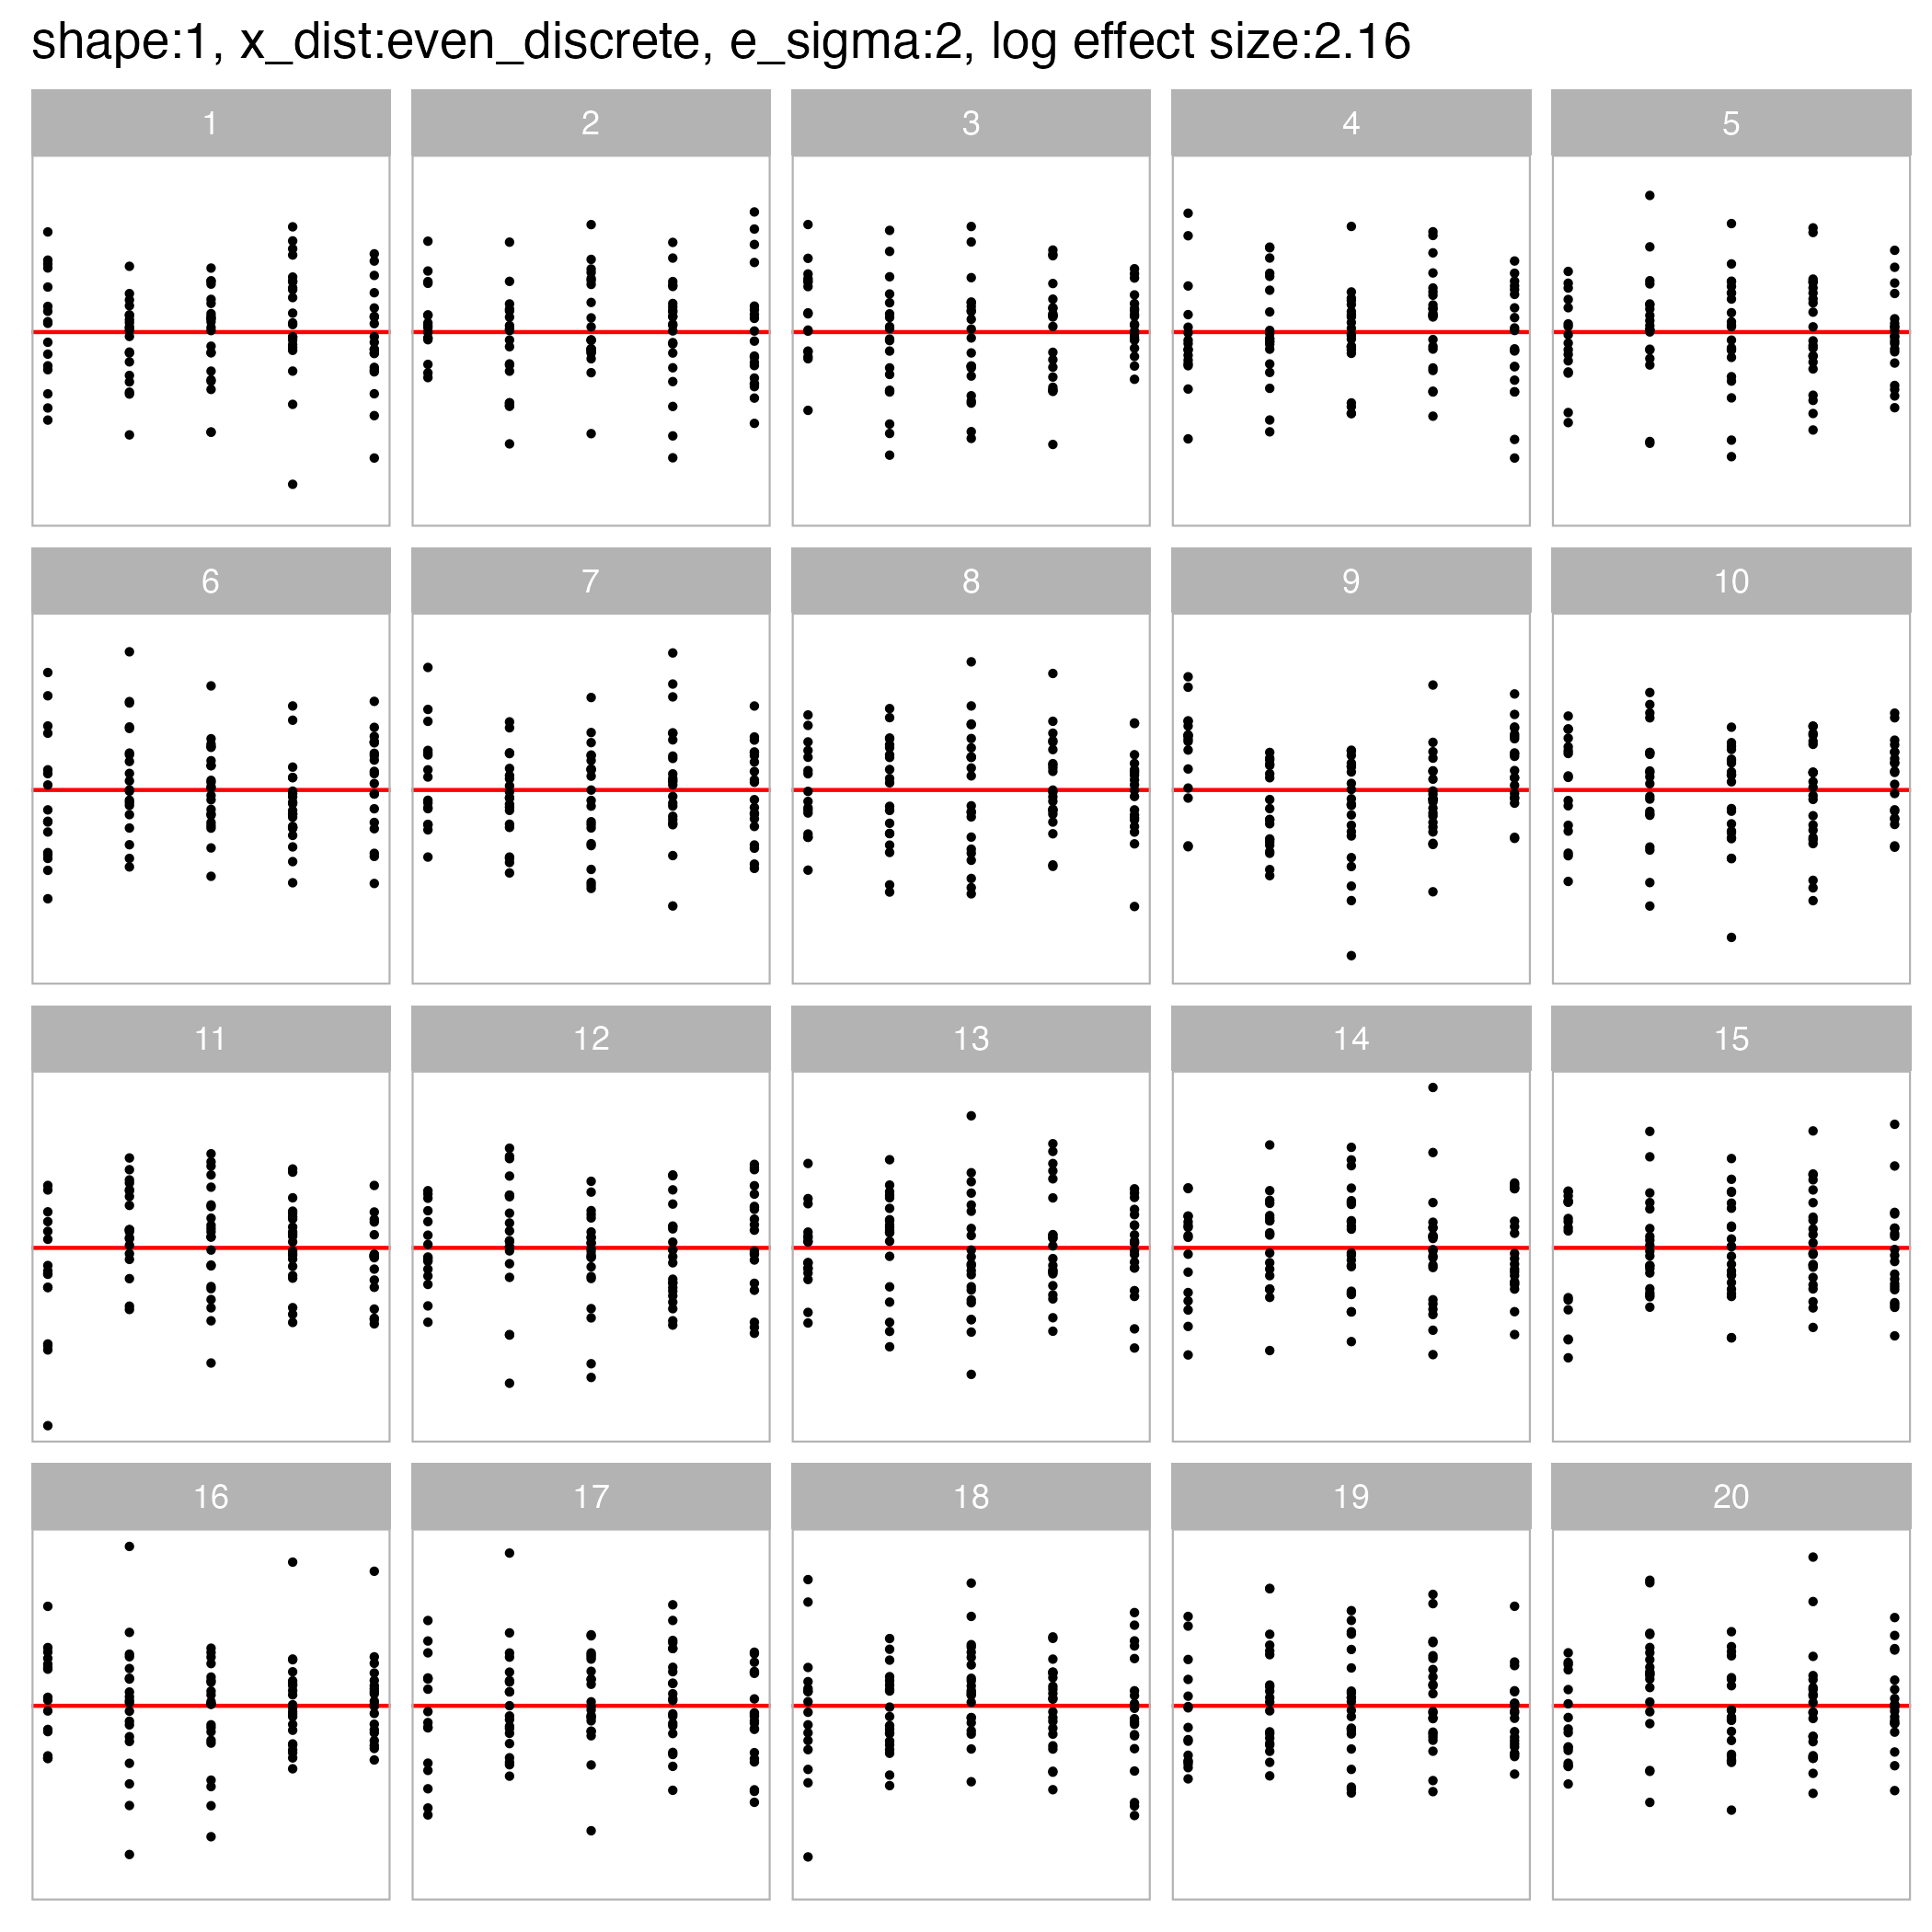 shape:1, x_dist:even_discrete, e_sigma:2, log effect size:2.16
1 2 3 4 5
6 7 8 9 10
11 12 13 14 15
16 17 18 19 20